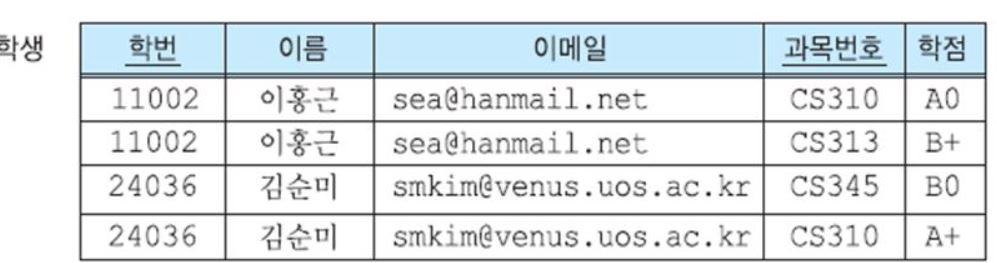 학생
학번 이름 이메일 과목번호 학점
11002 이홍근 sea@hanmail.net CS310 A0
11002 이홍근 sea@hanmail.net CS313 B+
24036 김순미 smkim@venus.uos.ac.kr CS345 B0
24036 김순미 smkim@venus.uos.ac.kr CS310 A+